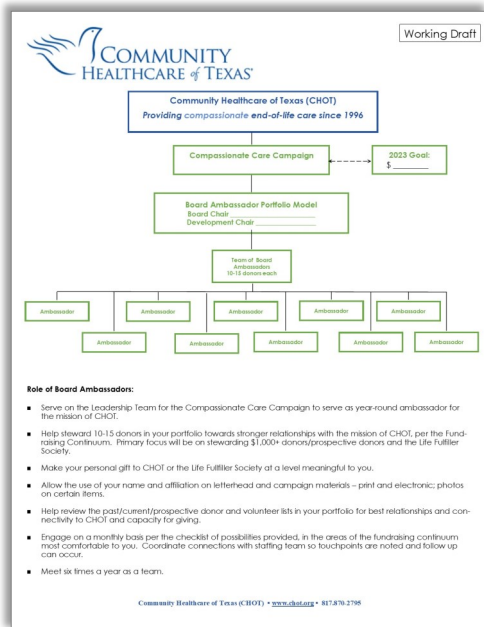 Working Draft
COMMUNITY
HEALTHCARE of TEXAS
Community Healthcare of Texas (CHOT)
Providing compassionate end-of-life care since 1996
Compassionate Care Campaign
2023 Goal:
$ ________
Board Ambassador Portfolio Model
Board Chair ____________________
Development Chair ______________
Team of Board
Ambassadors
10-15 donors each
Ambassador
Ambassador
Ambassador
Ambassador
Ambassador
Ambassador
Ambassador
Ambassador
Ambassador
Ambassador
Role of Board Ambassadors:
▪ Serve on the Leadership Team for the Compassionate Care Campaign to serve as year-round ambassador for
the mission of CHOT.
▪ Help steward 10-15 donors in your portfolio towards stronger relationships with the mission of CHOT, per the Fund-
raising Continuum. Primary focus will be on stewarding $1,000+ donors/prospective donors and the Life Fulfiller
Society.
▪ Make your personal gift to CHOT or the Life Fulfiller Society at a level meaningful to you.
▪ Allow the use of your name and affiliation on letterhead and campaign materials – print and electronic; photos
on certain items.
▪ Help review the past/current/prospective donor and volunteer lists in your portfolio for best relationships and con-
nectivity to CHOT and capacity for giving.
▪ Engage on a monthly basis per the checklist of possibilities provided, in the areas of the fundraising continuum
most comfortable to you. Coordinate connections with staffing team so touchpoints are noted and follow up
can occur.
▪ Meet six times a year as a team.
Community Healthcare of Texas (CHOT) • www.chot.org • 817.870-2795